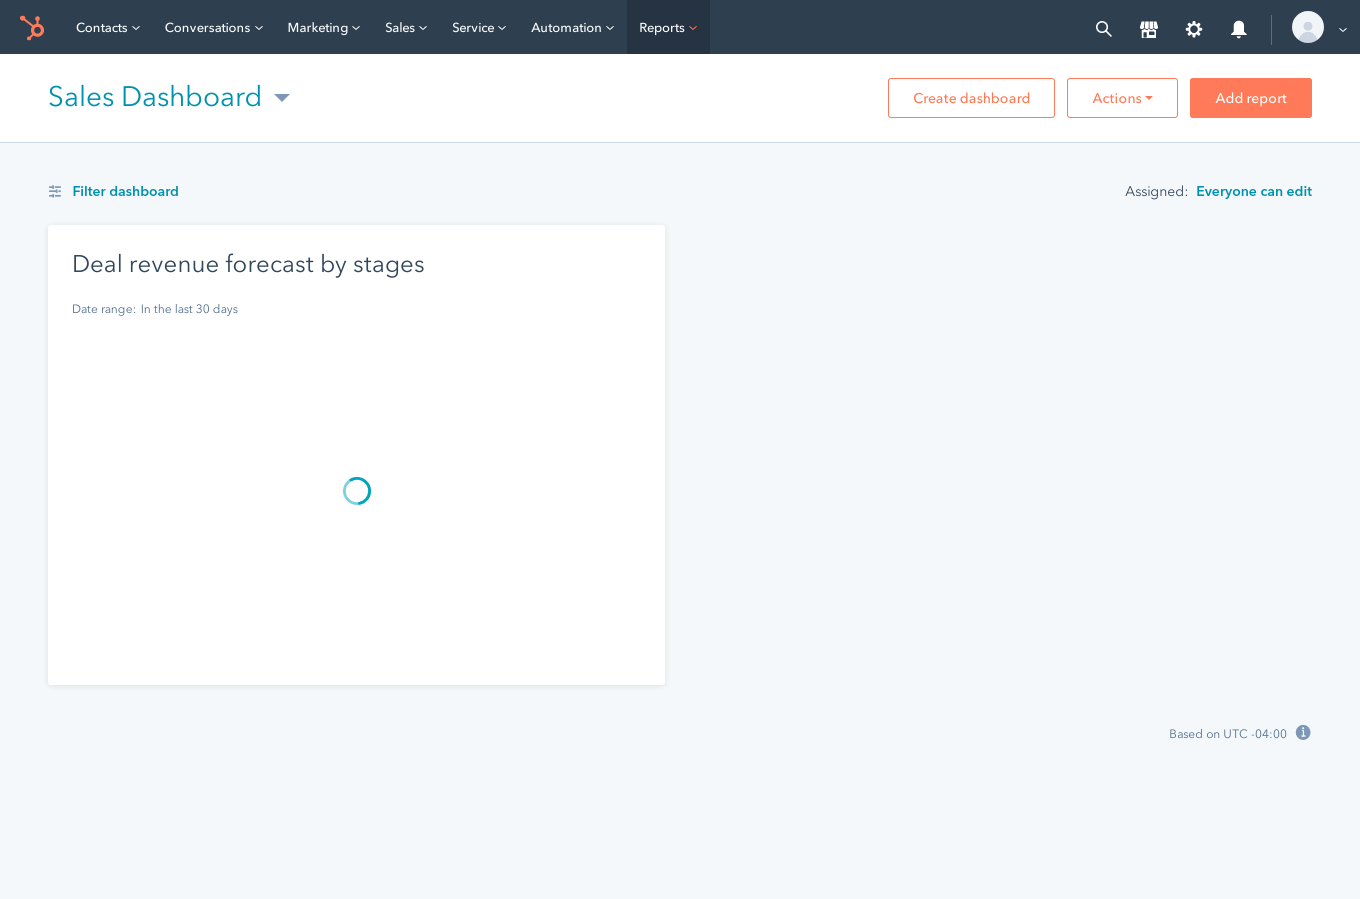 Contacts Conversations Marketing Sales Service Automation Reports
Sales Dashboard
Create dashboard Actions Add report
Filter dashboard
Assigned: Everyone can edit
Deal revenue forecast by stages
Date range: In the last 30 days
Based on UTC -04:00